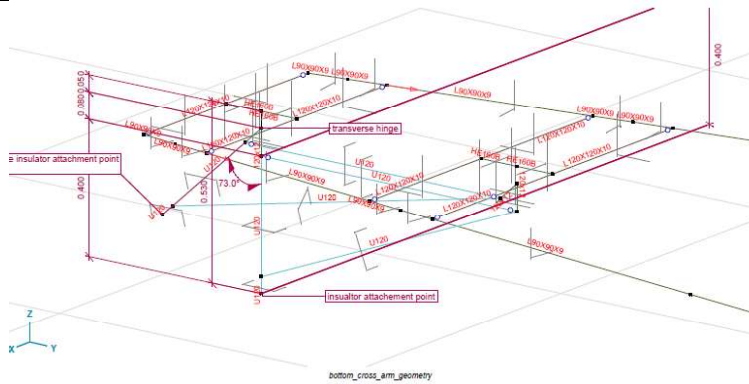 0.400
L90X90X9
L90X90X9
L90X90X9
L90X90X9
L90X90X9
0.050
0.080
L120X120X10
L120X120X10
L120X120X10
HE160B
transverse hinge
L120X120X10
HE160B
HE160B
L120X120X10
e insulator attachment point
U120
U120
U120
73.0°
L90X90X9
0.400
0.530
U120
U120
L120X120X10
L90X90X9
L120X120X10
U120
L90X90X9
insualtor attachement point
U120
Z
X
Y
bottom_cross_arm_geometry